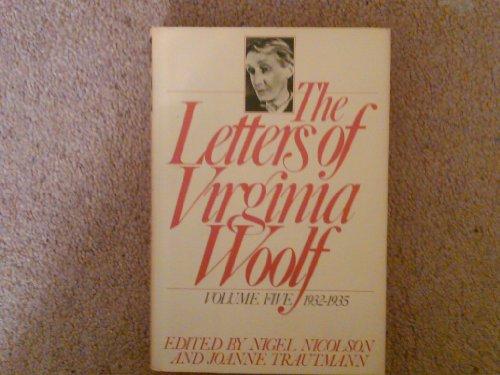 The
Letters of
Virginia
Woolf
VOLUME FIVE 1932-1935
EDITED BY NIGEL NICOLSON
AND JOANNE TRAUTMANN